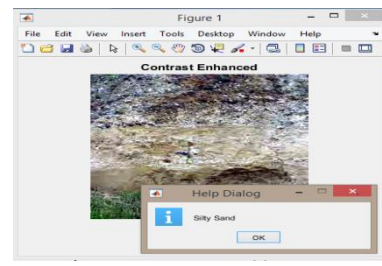 Figure 1
File Edit View Insert Tools Desktop Window Help
Contrast Enhanced
Help Dialog
Silty Sand
OK